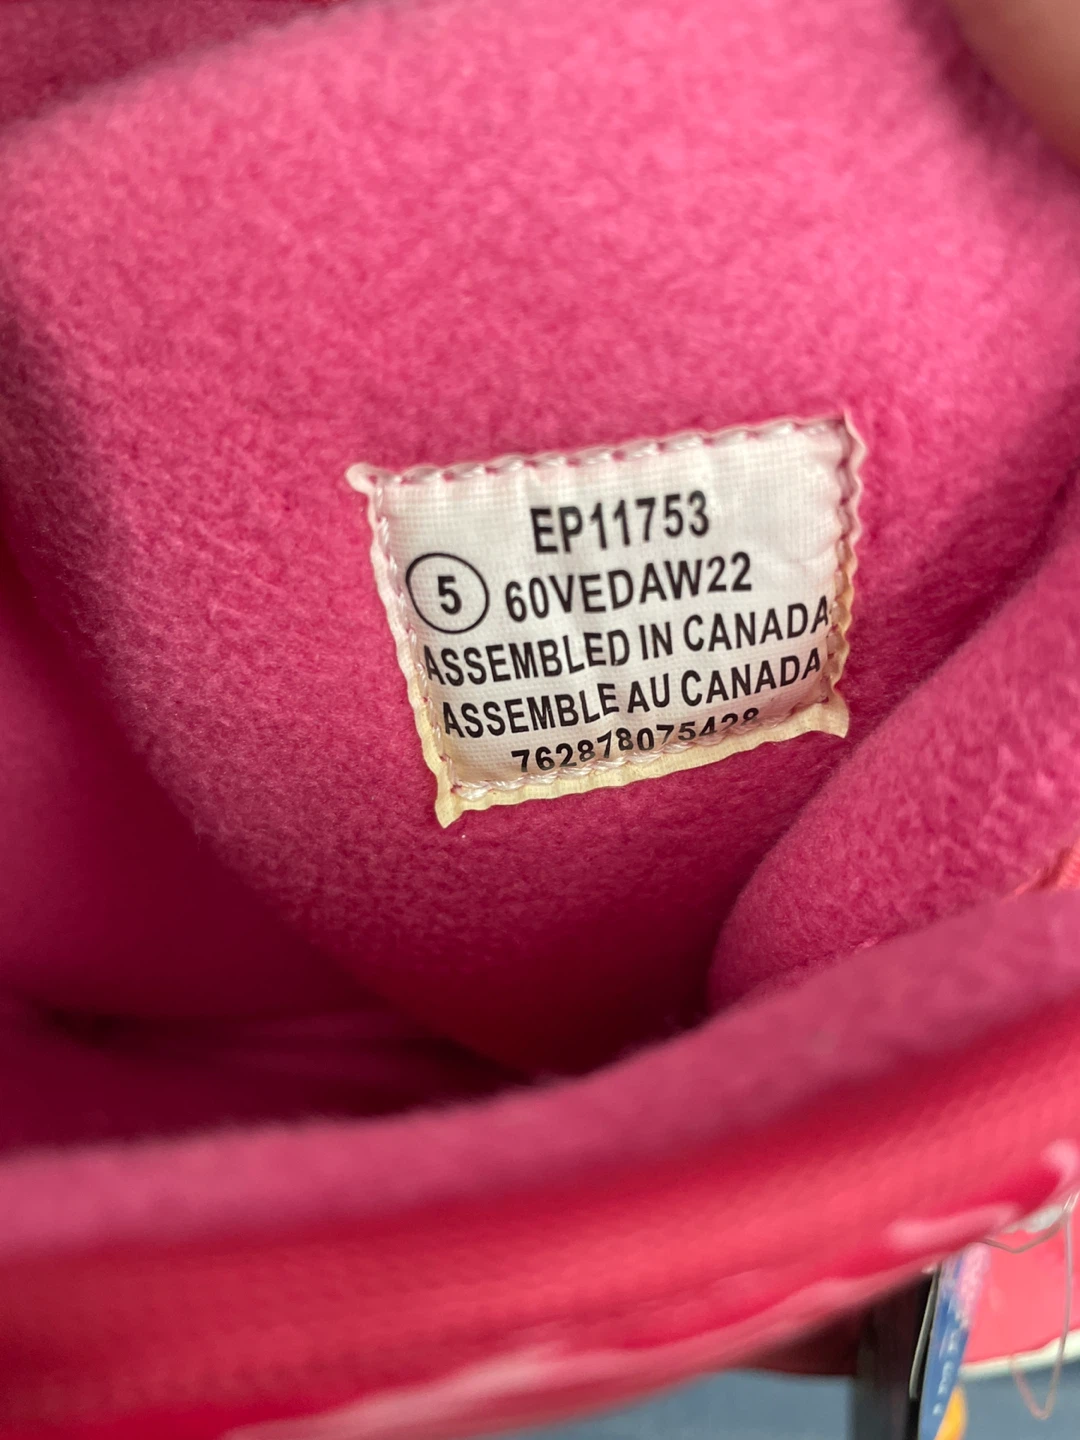 EP11753
5 60VEDAW22
ASSEMBLED IN CANADA
ASSEMBLE AU CANADA
762878075428